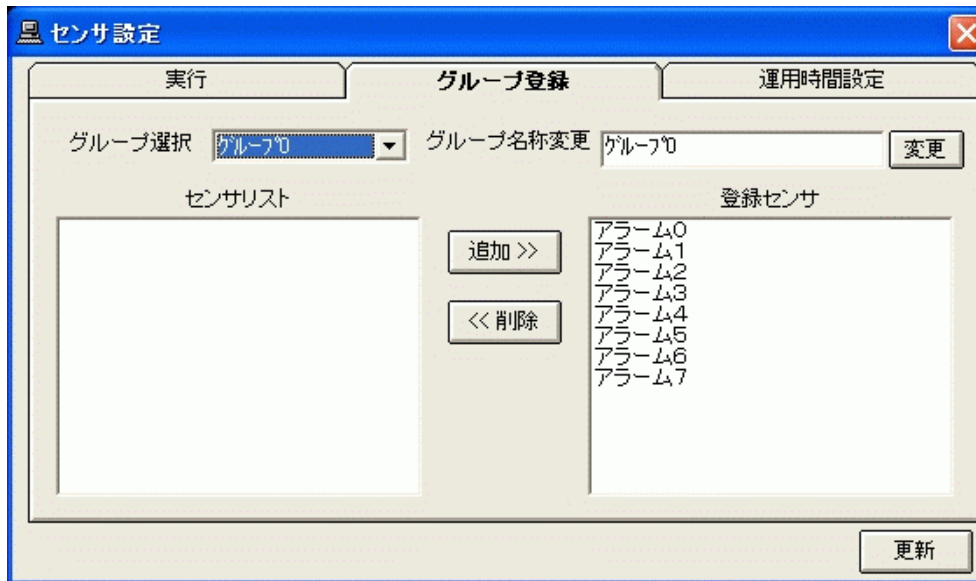 センサ設定
実行 グループ登録 運用時間設定
グループ選択 ｸﾞﾙｰﾌﾟ0 グループ名称変更 ｸﾞﾙｰﾌﾟ0 変更
センサリスト 登録センサ
アラーム0
アラーム1
追加 >>
アラーム2
アラーム3
アラーム4
<< 削除
アラーム5
アラーム6
アラーム7
更新